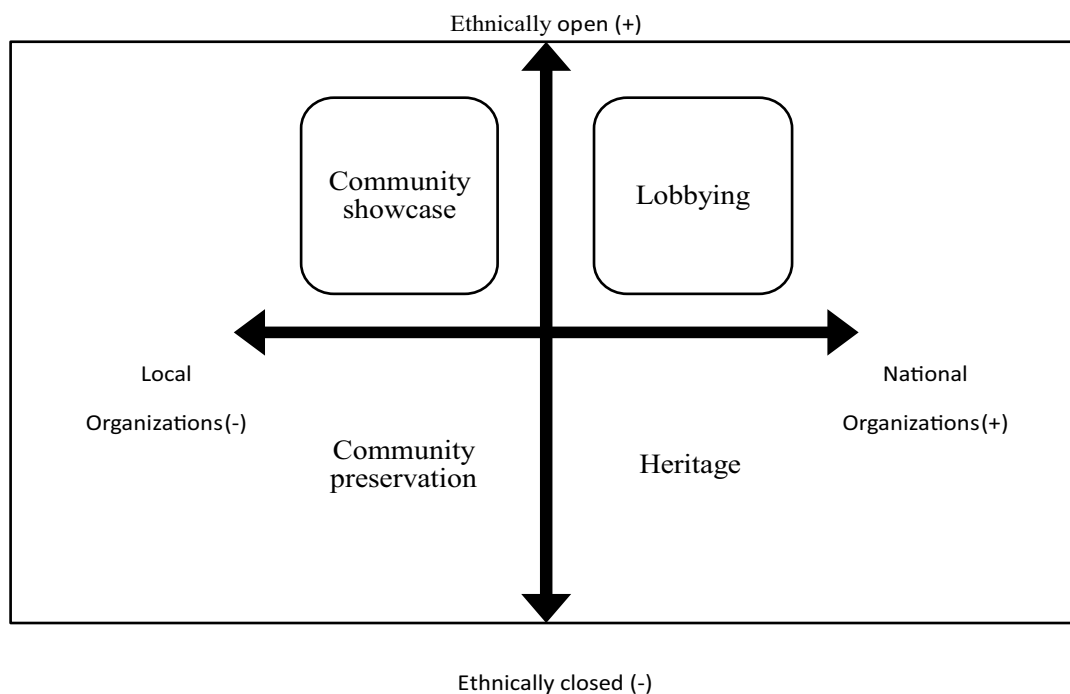 Ethnically open (+)
Community
showcase
Lobbying
Local
Organizations(-)
National
Organizations(+)
Community
preservation
Heritage
Ethnically closed (-)